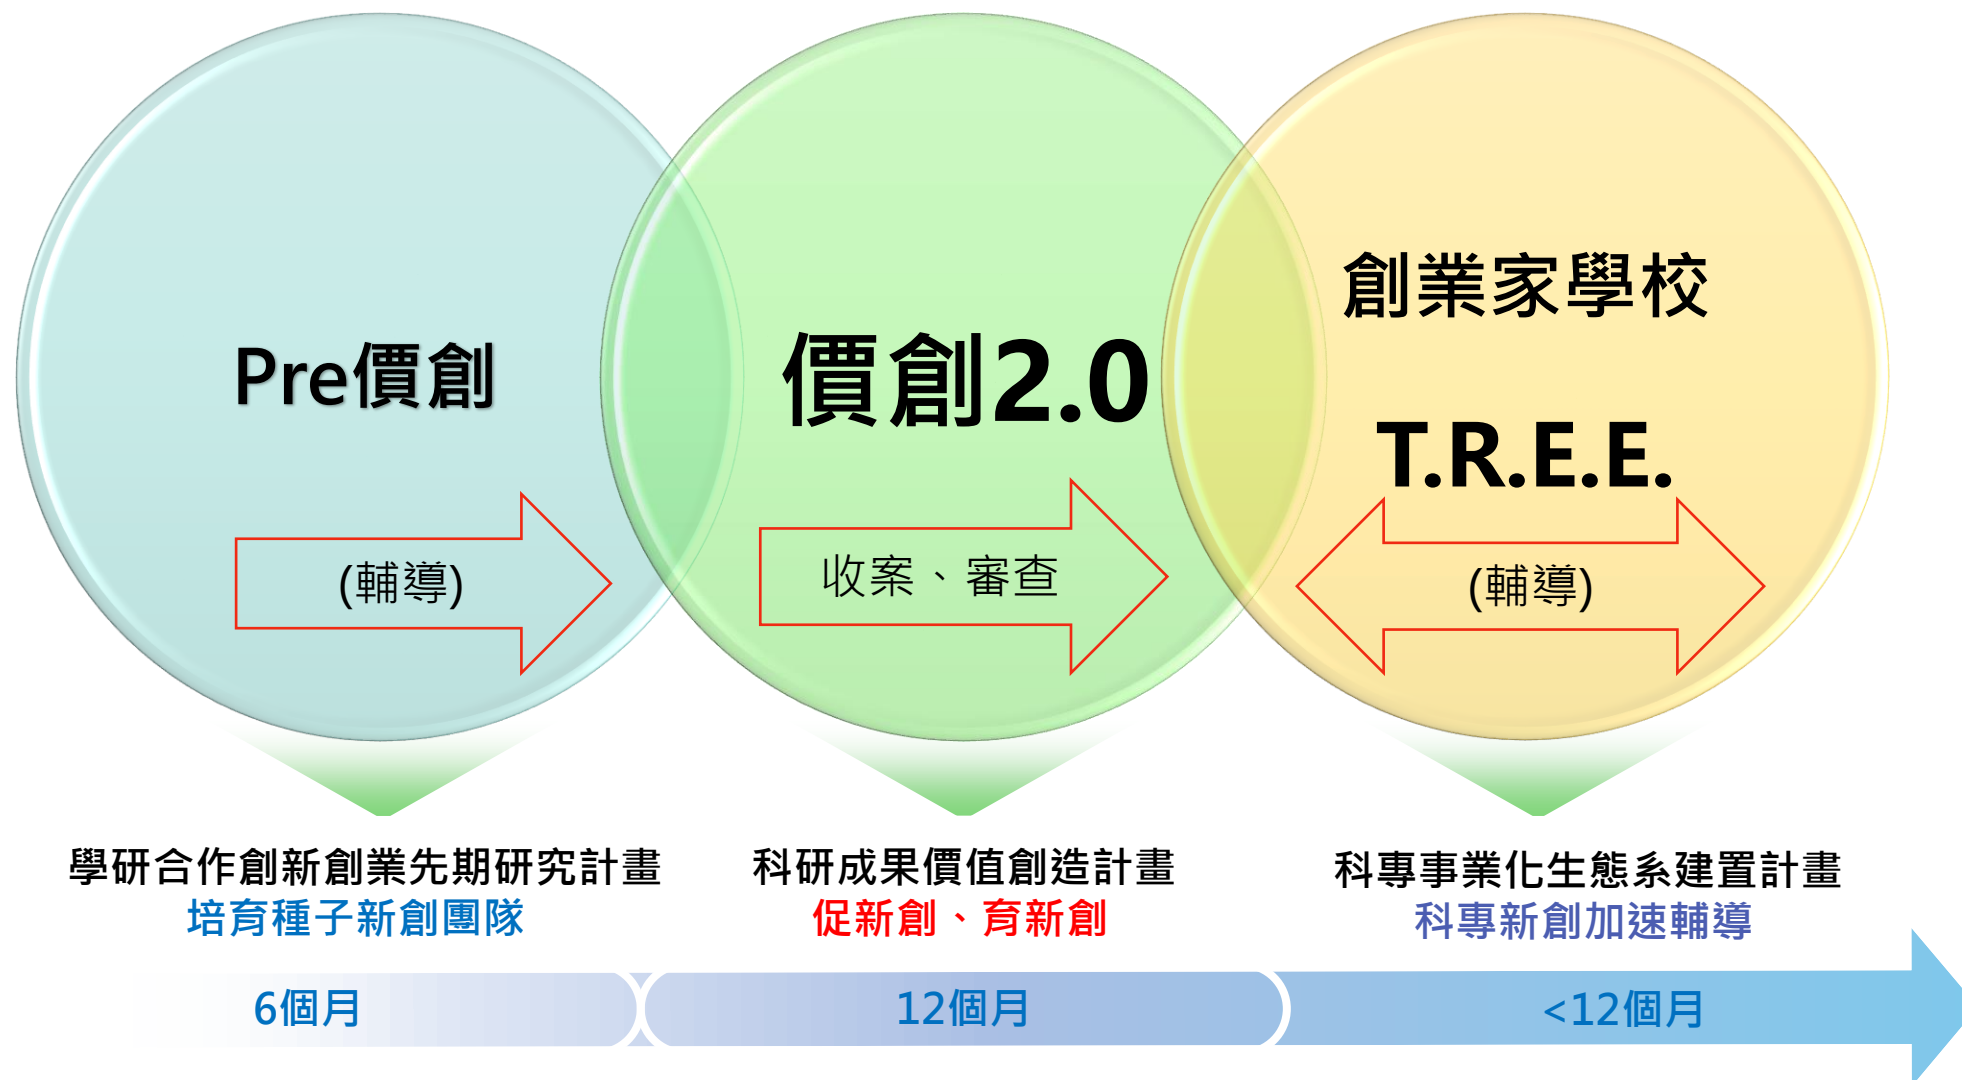 Pre價創
(輔導)
價創2.0
收案、審查
創業家學校
T.R.E.E.
(輔導)
學研合作創新創業先期研究計畫
培育種子新創團隊
科研成果價值創造計畫
促新創、育新創
科專事業化生態系建置計畫
科專新創加速輔導
6個月
12個月
<12個月